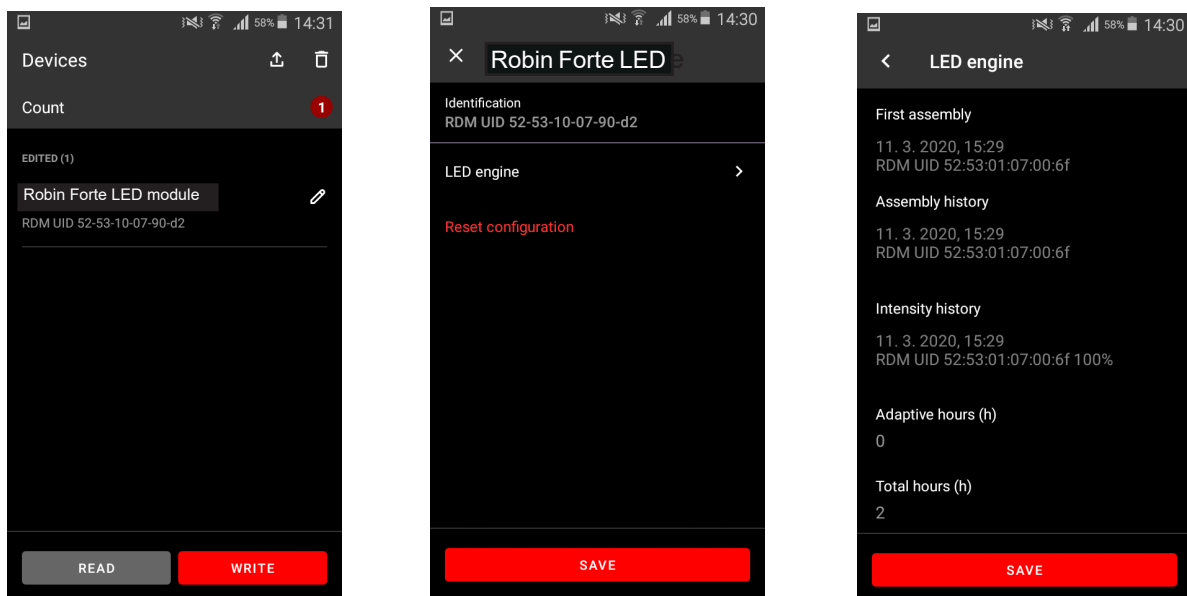 58% 14:31
Devices
Count 1
EDITED (1)
Robin Forte LED module
RDM UID 52-53-10-07-90-d2
READ WRITE
58% 14:30
Robin Forte LED
Identification
RDM UID 52-53-10-07-90-d2
LED engine
Reset configuration
SAVE
58% 14:30
LED engine
First assembly
11. 3. 2020, 15:29
RDM UID 52:53:01:07:00:6f
Assembly history
11. 3. 2020, 15:29
RDM UID 52:53:01:07:00:6f
Intensity history
11. 3. 2020, 15:29
RDM UID 52:53:01:07:00:6f 100%
Adaptive hours (h)
0
Total hours (h)
2
SAVE